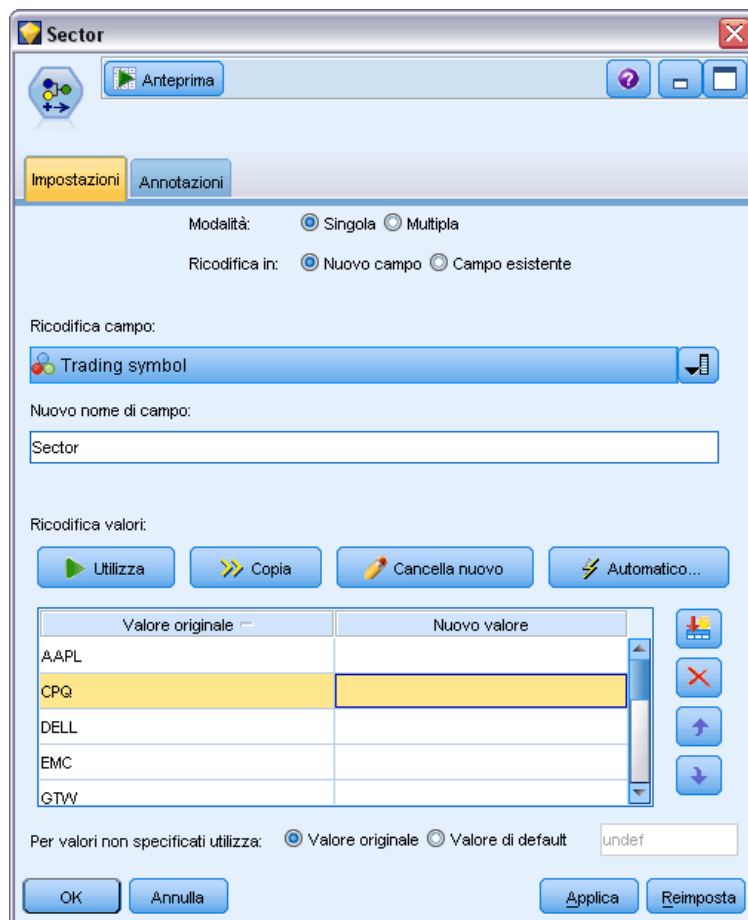 Sector
Anteprima
Impostazioni Annotazioni
Modalità: Singola Multipla
Ricodifica in: Nuovo campo Campo esistente
Ricodifica campo:
Trading symbol
Nuovo nome di campo:
Sector
Ricodifica valori:
Utilizza Copia Cancella nuovo Automatico...
Valore originale Nuovo valore
AAPL
CPQ
DELL
EMC
GTW
Per valori non specificati utilizza: Valore originale Valore di default undef
OK Annulla Applica Reimposta